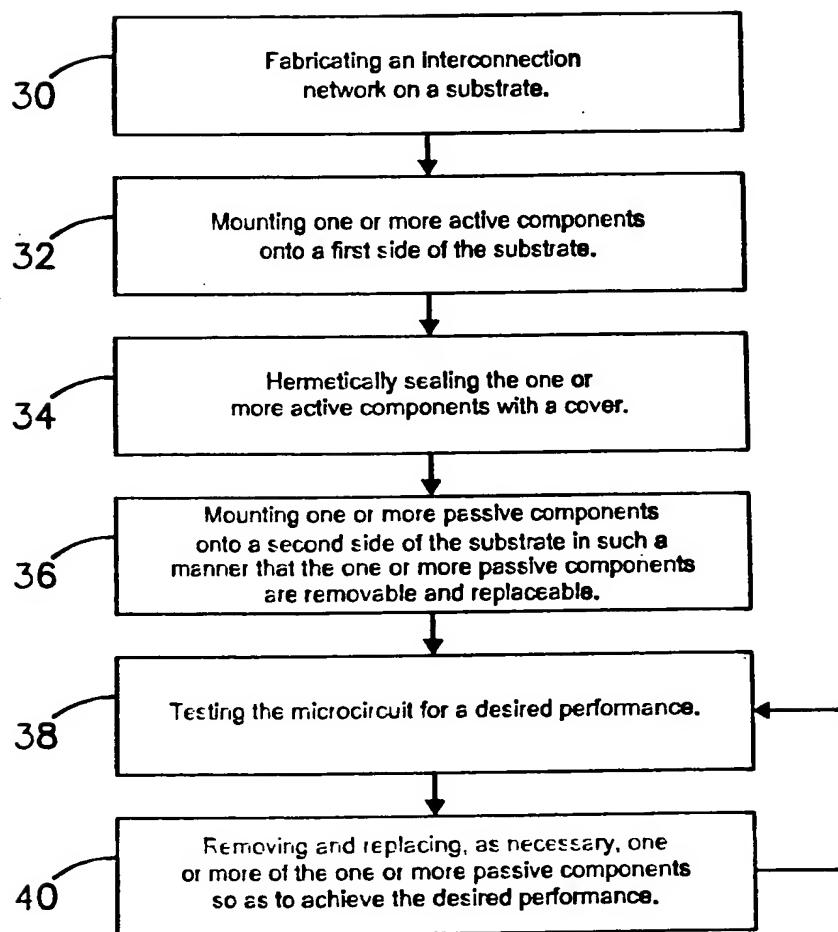 30
Fabricating an Interconnection
network on a substrate.
32
Mounting one or more active components
onto a first side of the substrate.
34
Hermetically sealing the one or
more active components with a cover.
36
Mounting one or more passive components
onto a second side of the substrate in such a
manner that the one or more passive components
are removable and replaceable.
38
Testing the microcircuit for a desired performance.
40
Removing and replacing, as necessary, one
or more of the one or more passive components
so as to achieve the desired performance.